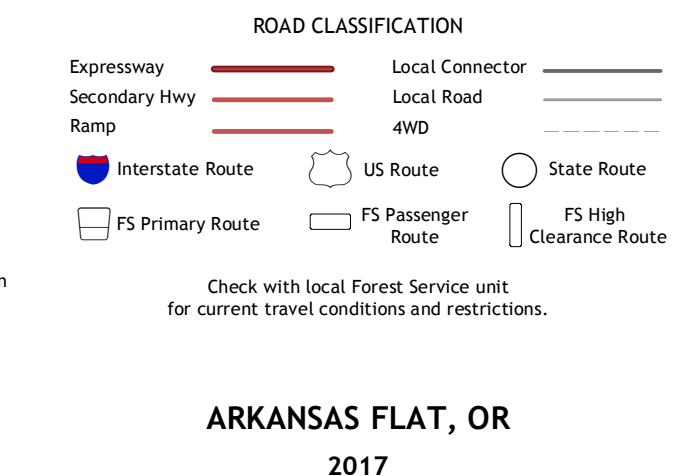 ROAD CLASSIFICATION
Expressway
Local Connector
Secondary Hwy
Local Road
Ramp
4WD
Interstate Route
US Route
State Route
FS Primary Route
FS Passenger
Route
FS High
Clearance Route
Check with local Forest Service unit
for current travel conditions and restrictions.
ARKANSAS FLAT, OR
2017